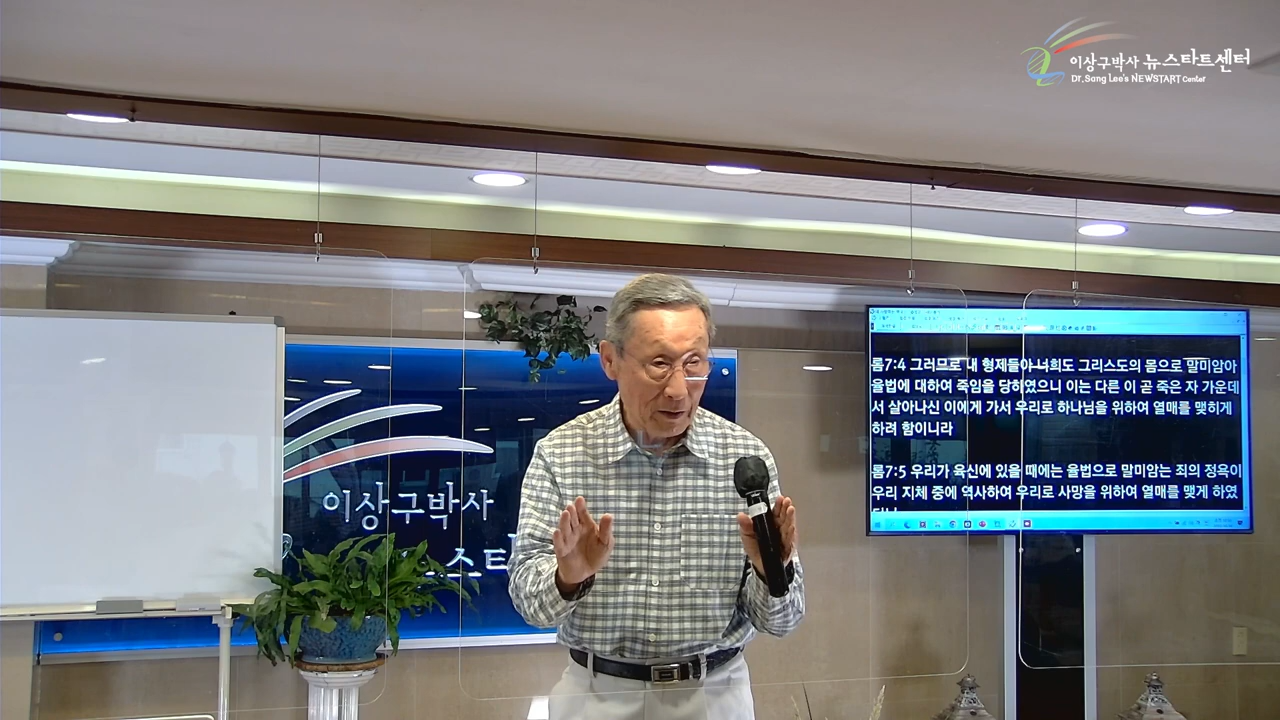 이상구박사 뉴스타트센터
Dr.Sang Lee's NEWSTART Center
이상구박사
스타
롬7:4 그러므로 내 형제들아 너희도 그리스도의 몸으로 말미암아
율법에 대하여 죽임을 당하였으니 이는 다른 이 곧 죽은 자 가운데
서 살아나신 이에게 가서 우리로 하나님을 위하여 열매를 맺히게
하려 함이니라
롬7:5 우리가 육신에 있을 때에는 율법으로 말미암는 죄의 정욕이
우리 지체 중에 역사하여 우리로 사망을 위하여 열매를 맺게 하였